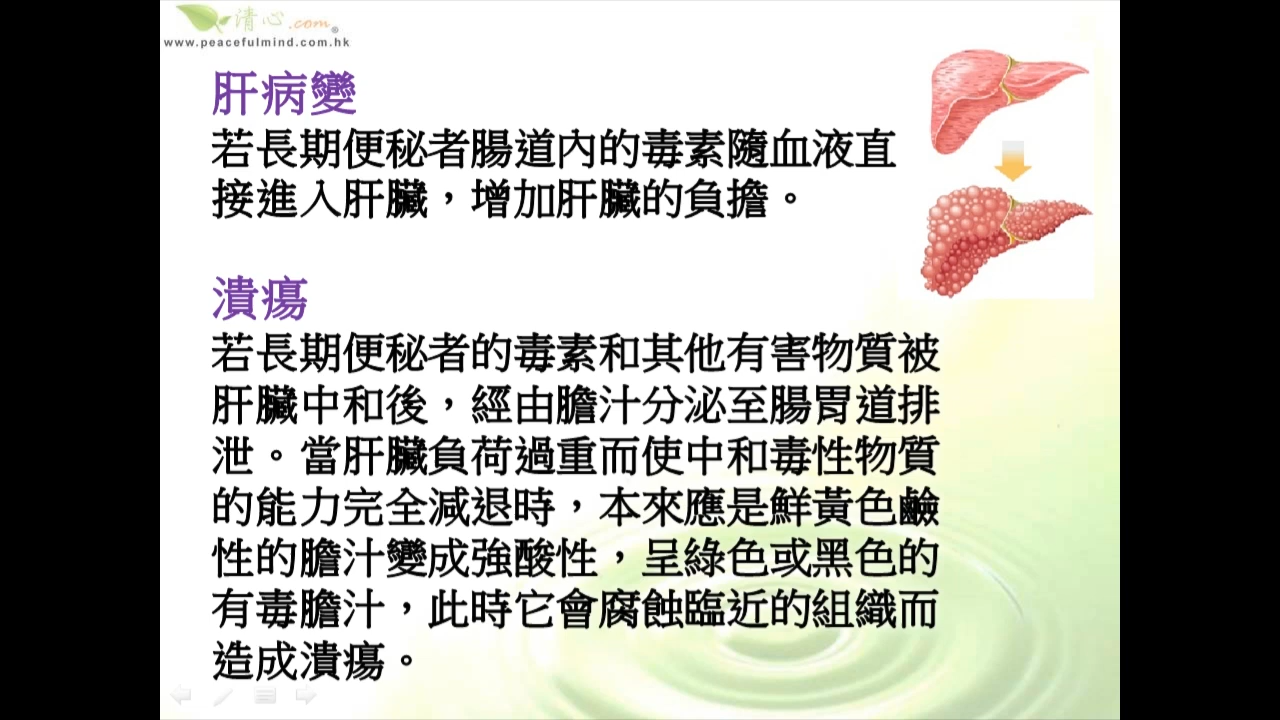 清心.com®
www.peacefulmind.com.hk
肝病變
若長期便秘者腸道內的毒素隨血液直
接進入肝臟，增加肝臟的負擔。
潰瘍
若長期便秘者的毒素和其他有害物質被
肝臟中和後，經由膽汁分泌至腸胃道排
泄。當肝臟負荷過重而使中和毒性物質
的能力完全減退時，本來應是鮮黃色鹼
性的膽汁變成強酸性，呈綠色或黑色的
有毒膽汁，此時它會腐蝕臨近的組織而
造成潰瘍。